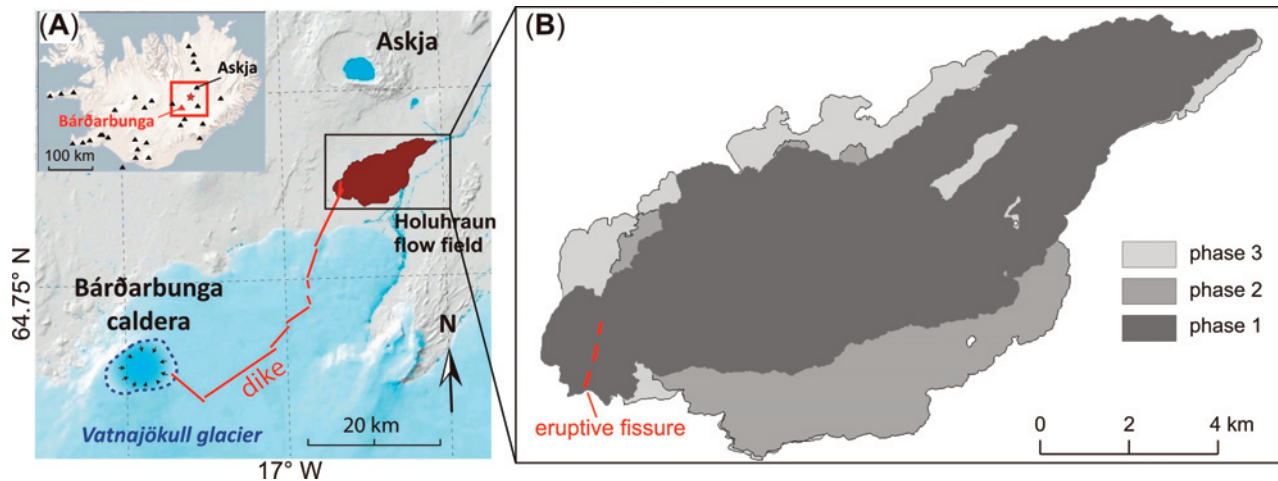 (A)
Askja
Askja
Bárðarbunga
100 km
Holuhraun
flow field
64.75° N
Bárðarbunga
caldera
N
dike
20 km
Vatnajökull glacier
17° W
(B)
phase 3
phase 2
phase 1
eruptive fissure
0 2 4 km